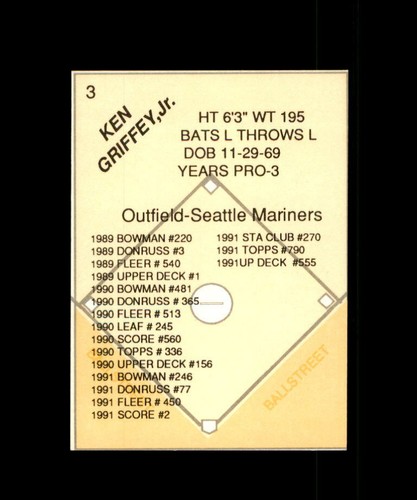 3
KEN
GRIFFEY,Jr.
HT 6'3" WT 195
BATS L THROWS L
DOB 11-29-69
YEARS PRO-3
Outfield-Seattle Mariners
1989 BOWMAN #220
1989 DONRUSS #3
1989 FLEER # 540
1989 UPPER DECK #1
1990 BOWMAN #481
1990 DONRUSS # 365
1990 FLEER # 513
1990 LEAF # 245
1990 SCORE #560
1990 TOPPS # 336
1990 UPPER DECK #156
1991 BOWMAN #246
1991 DONRUSS #77
1991 FLEER # 450
1991 SCORE #2
1991 STA CLUB #270
1991 TOPPS #790
1991UP DECK #555
BALLSTREET